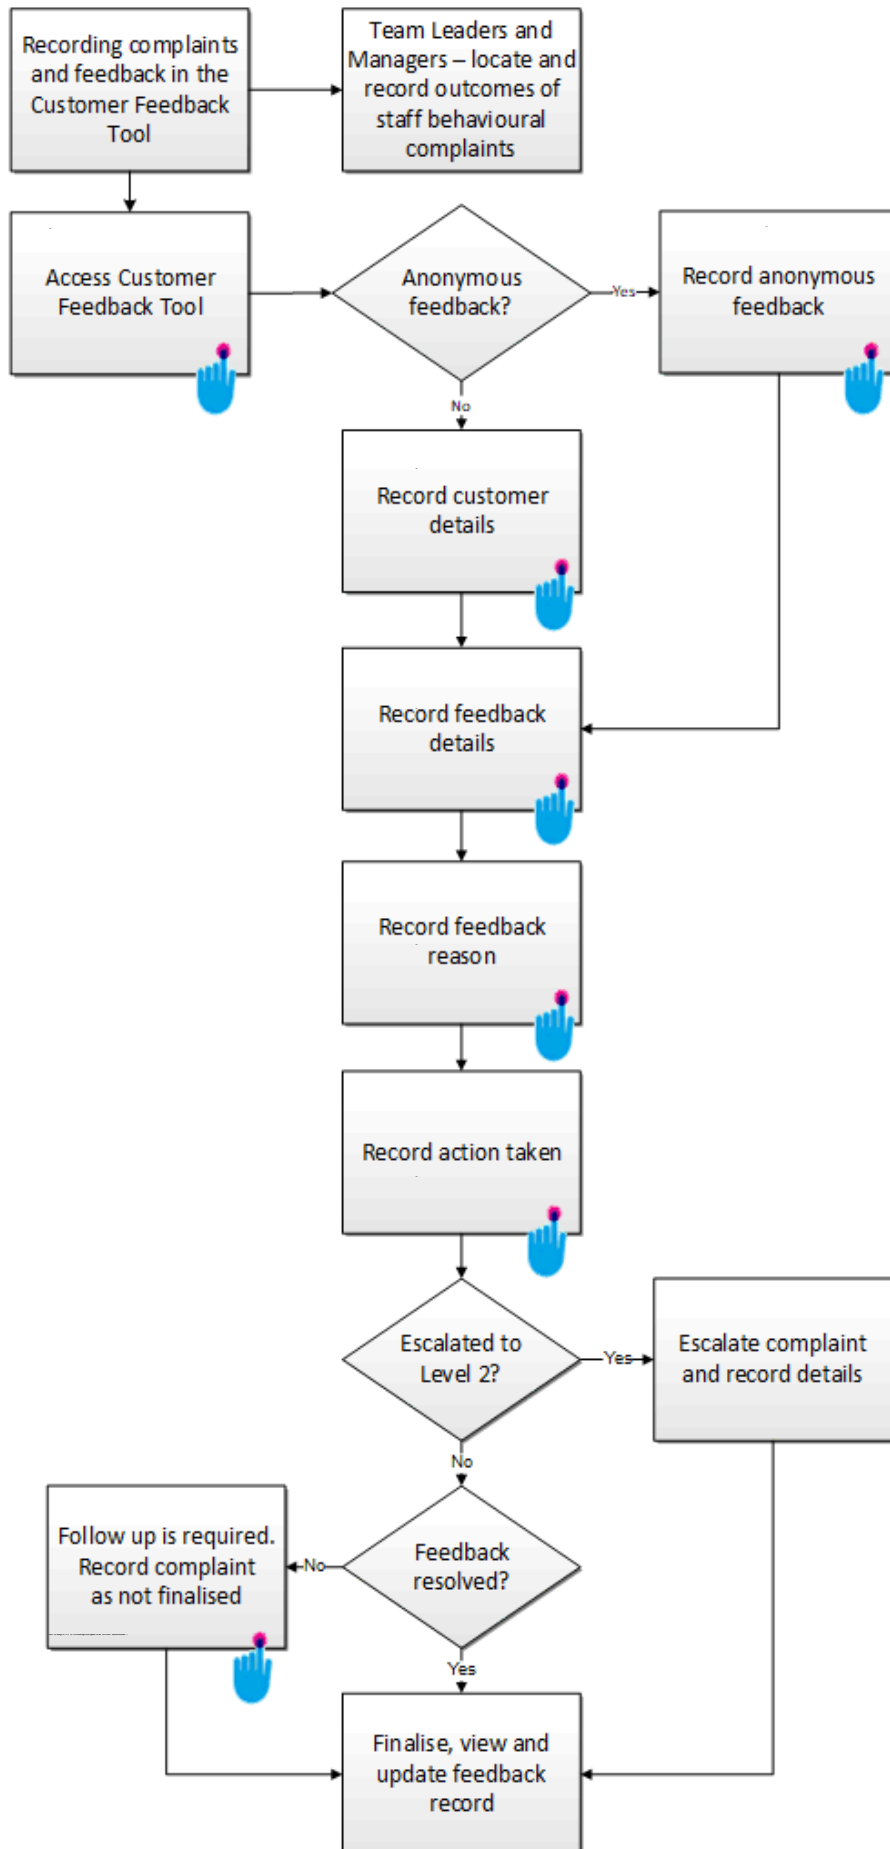 Recording complaints
and feedback in the
Customer Feedback
Tool
Team Leaders and
Managers – locate and
record outcomes of
staff behavioural
complaints
Access Customer
Feedback Tool
Anonymous
feedback?
Yes
Record anonymous
feedback
No
Record customer
details
Record feedback
details
Record feedback
reason
Record action taken
Escalated to
Level 2?
Yes
Escalate complaint
and record details
No
Follow up is required.
Record complaint
as not finalised
No
Feedback
resolved?
Yes
Finalise, view and
update feedback
record